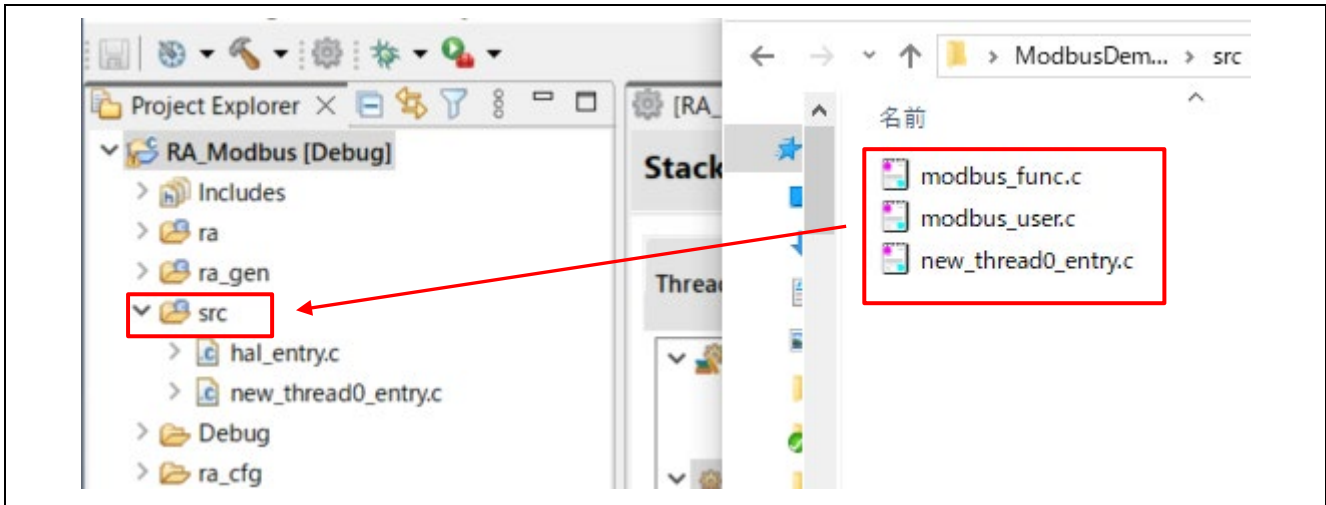 Project Explorer
RA_Modbus [Debug]
Includes
ra
ra_gen
src
hal_entry.c
new_thread0_entry.c
Debug
ra_cfg
[RA_
Stack
Threa
ModbusDem... > src
名前
modbus_func.c
modbus_user.c
new_thread0_entry.c